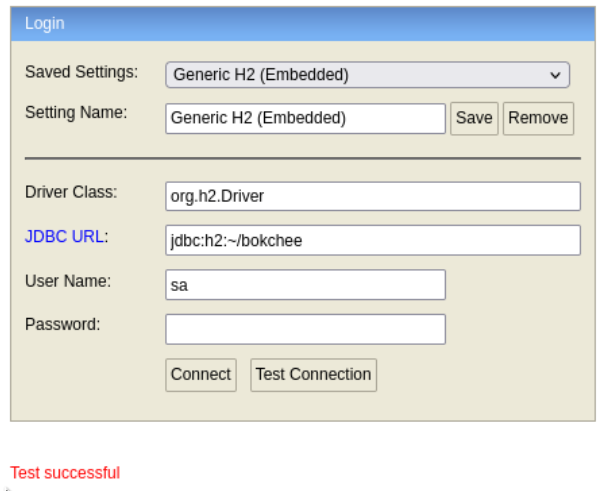 Login
Saved Settings: Generic H2 (Embedded)
Setting Name: Generic H2 (Embedded) Save Remove
Driver Class: org.h2.Driver
JDBC URL: jdbc:h2:~/bokchee
User Name: sa
Password:
Connect Test Connection
Test successful